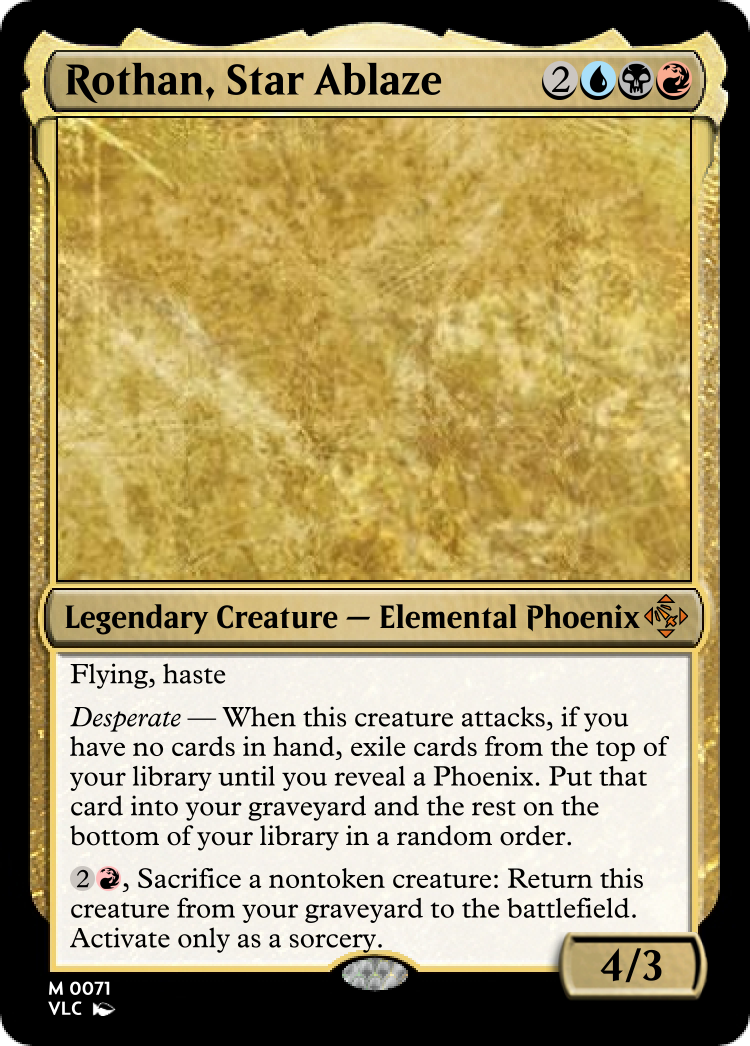 Rothan, Star Ablaze 2
Legendary Creature — Elemental Phoenix
Flying, haste
Desperate — When this creature attacks, if you
have no cards in hand, exile cards from the top of
your library until you reveal a Phoenix. Put that
card into your graveyard and the rest on the
bottom of your library in a random order.
2, Sacrifice a nontoken creature: Return this
creature from your graveyard to the battlefield.
Activate only as a sorcery.
4/3
M 0071
VLC